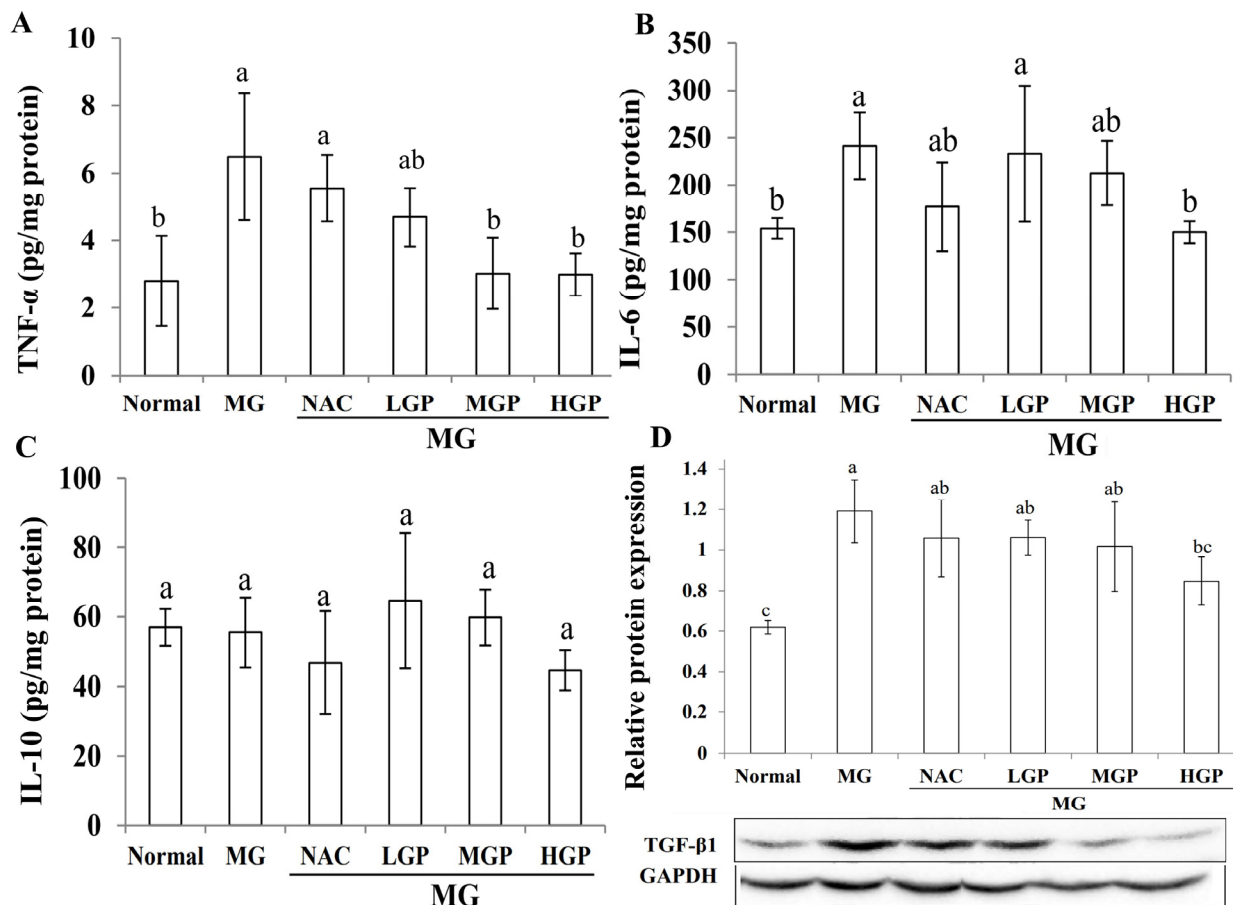 A
TNF-α (pg/mg protein)
10
8
6
4
2
0
b
a
a
ab
b
b
Normal MG NAC LGP MGP HGP
MG
B
IL-6 (pg/mg protein)
350
300
250
200
150
100
50
0
b
a
ab
a
ab
b
Normal MG NAC LGP MGP HGP
MG
C
IL-10 (pg/mg protein)
100
80
60
40
20
0
a
a
a
a
a
a
Normal MG NAC LGP MGP HGP
MG
D
Relative protein expression
1.4
1.2
1
0.8
0.6
0.4
0.2
0
c
a
ab
ab
ab
bc
Normal MG NAC LGP MGP HGP
MG
TGF-β1
GAPDH